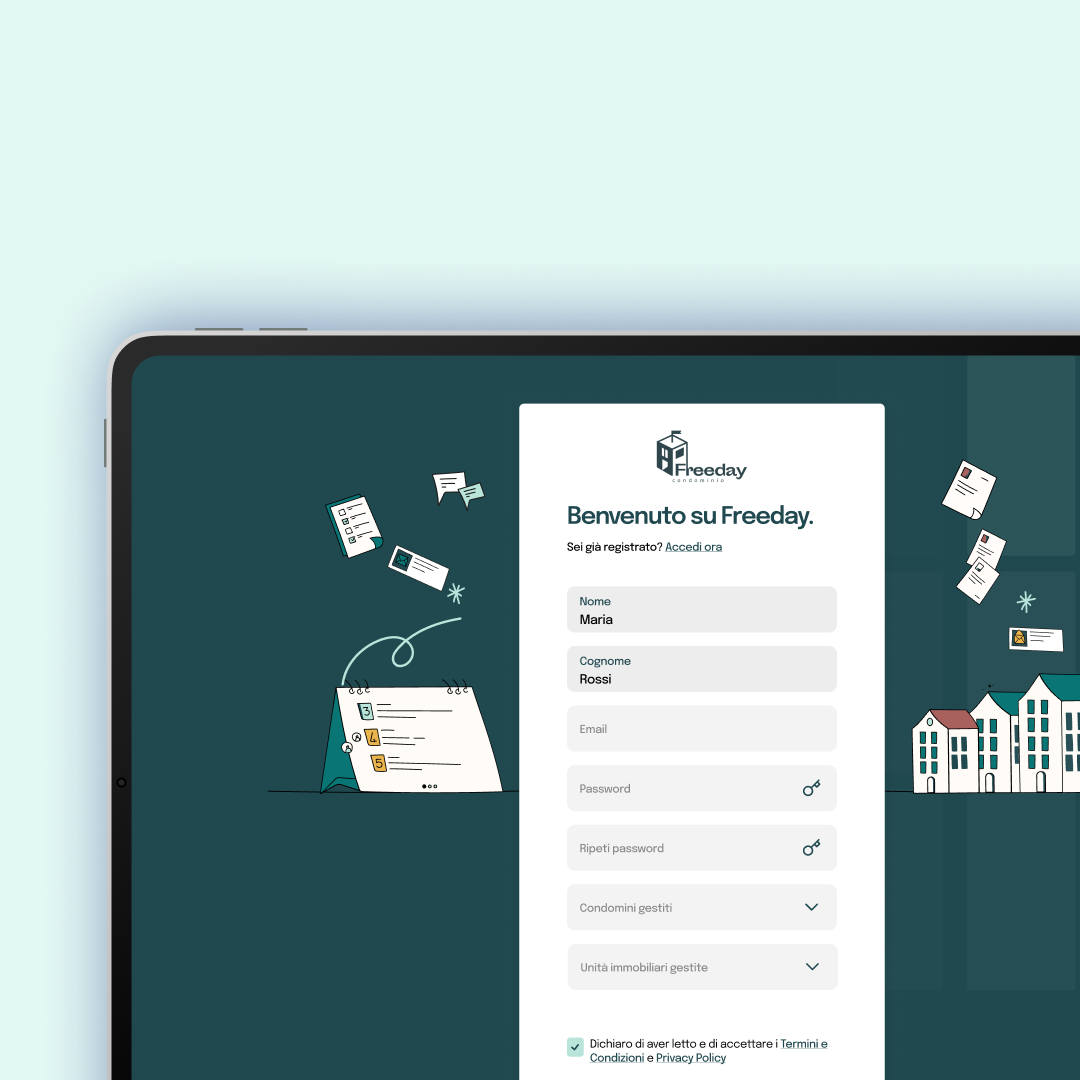 Freeday
condominio
Benvenuto su Freeday.
Sei già registrato? Accedi ora
Nome
Maria
Cognome
Rossi
Email
Password
Ripeti password
Condomini gestiti
Unità immobiliari gestite
3
4
5
Dichiaro di aver letto e di accettare i Termini e
Condizioni e Privacy Policy